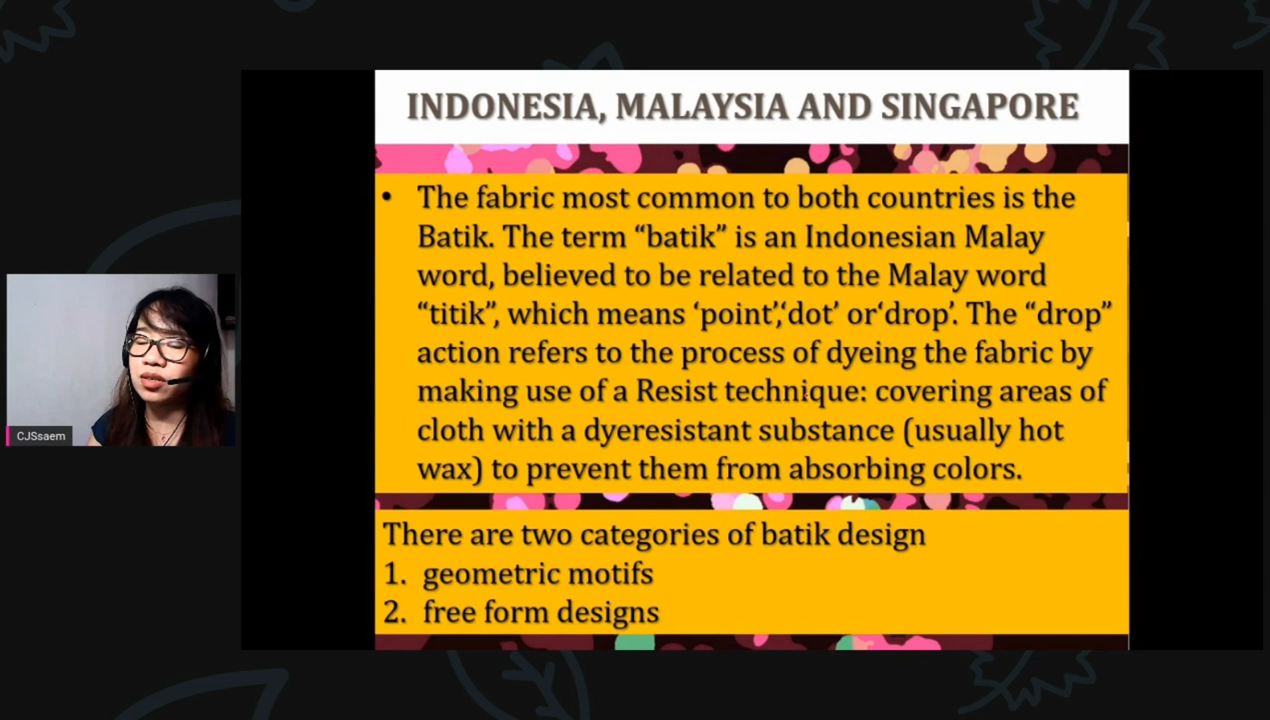 INDONESIA, MALAYSIA AND SINGAPORE
• The fabric most common to both countries is the
Batik. The term “batik” is an Indonesian Malay
word, believed to be related to the Malay word
“titik”, which means ‘point’,‘dot’ or‘drop’. The “drop”
action refers to the process of dyeing the fabric by
making use of a Resist technique: covering areas of
cloth with a dyeresistant substance (usually hot
wax) to prevent them from absorbing colors.
There are two categories of batik design
1. geometric motifs
2. free form designs
CJSsaem